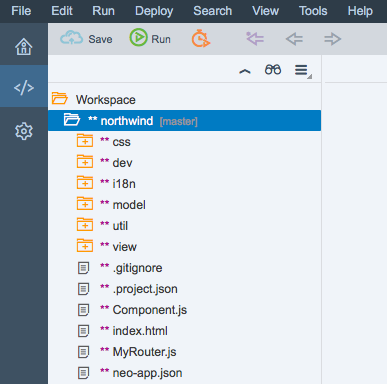 File Edit Run Deploy Search View Tools Help
Save Run
Workspace
** northwind [master]
** css
** dev
** i18n
** model
** util
** view
** .gitignore
** .project.json
** Component.js
** index.html
** MyRouter.js
** neo-app.json